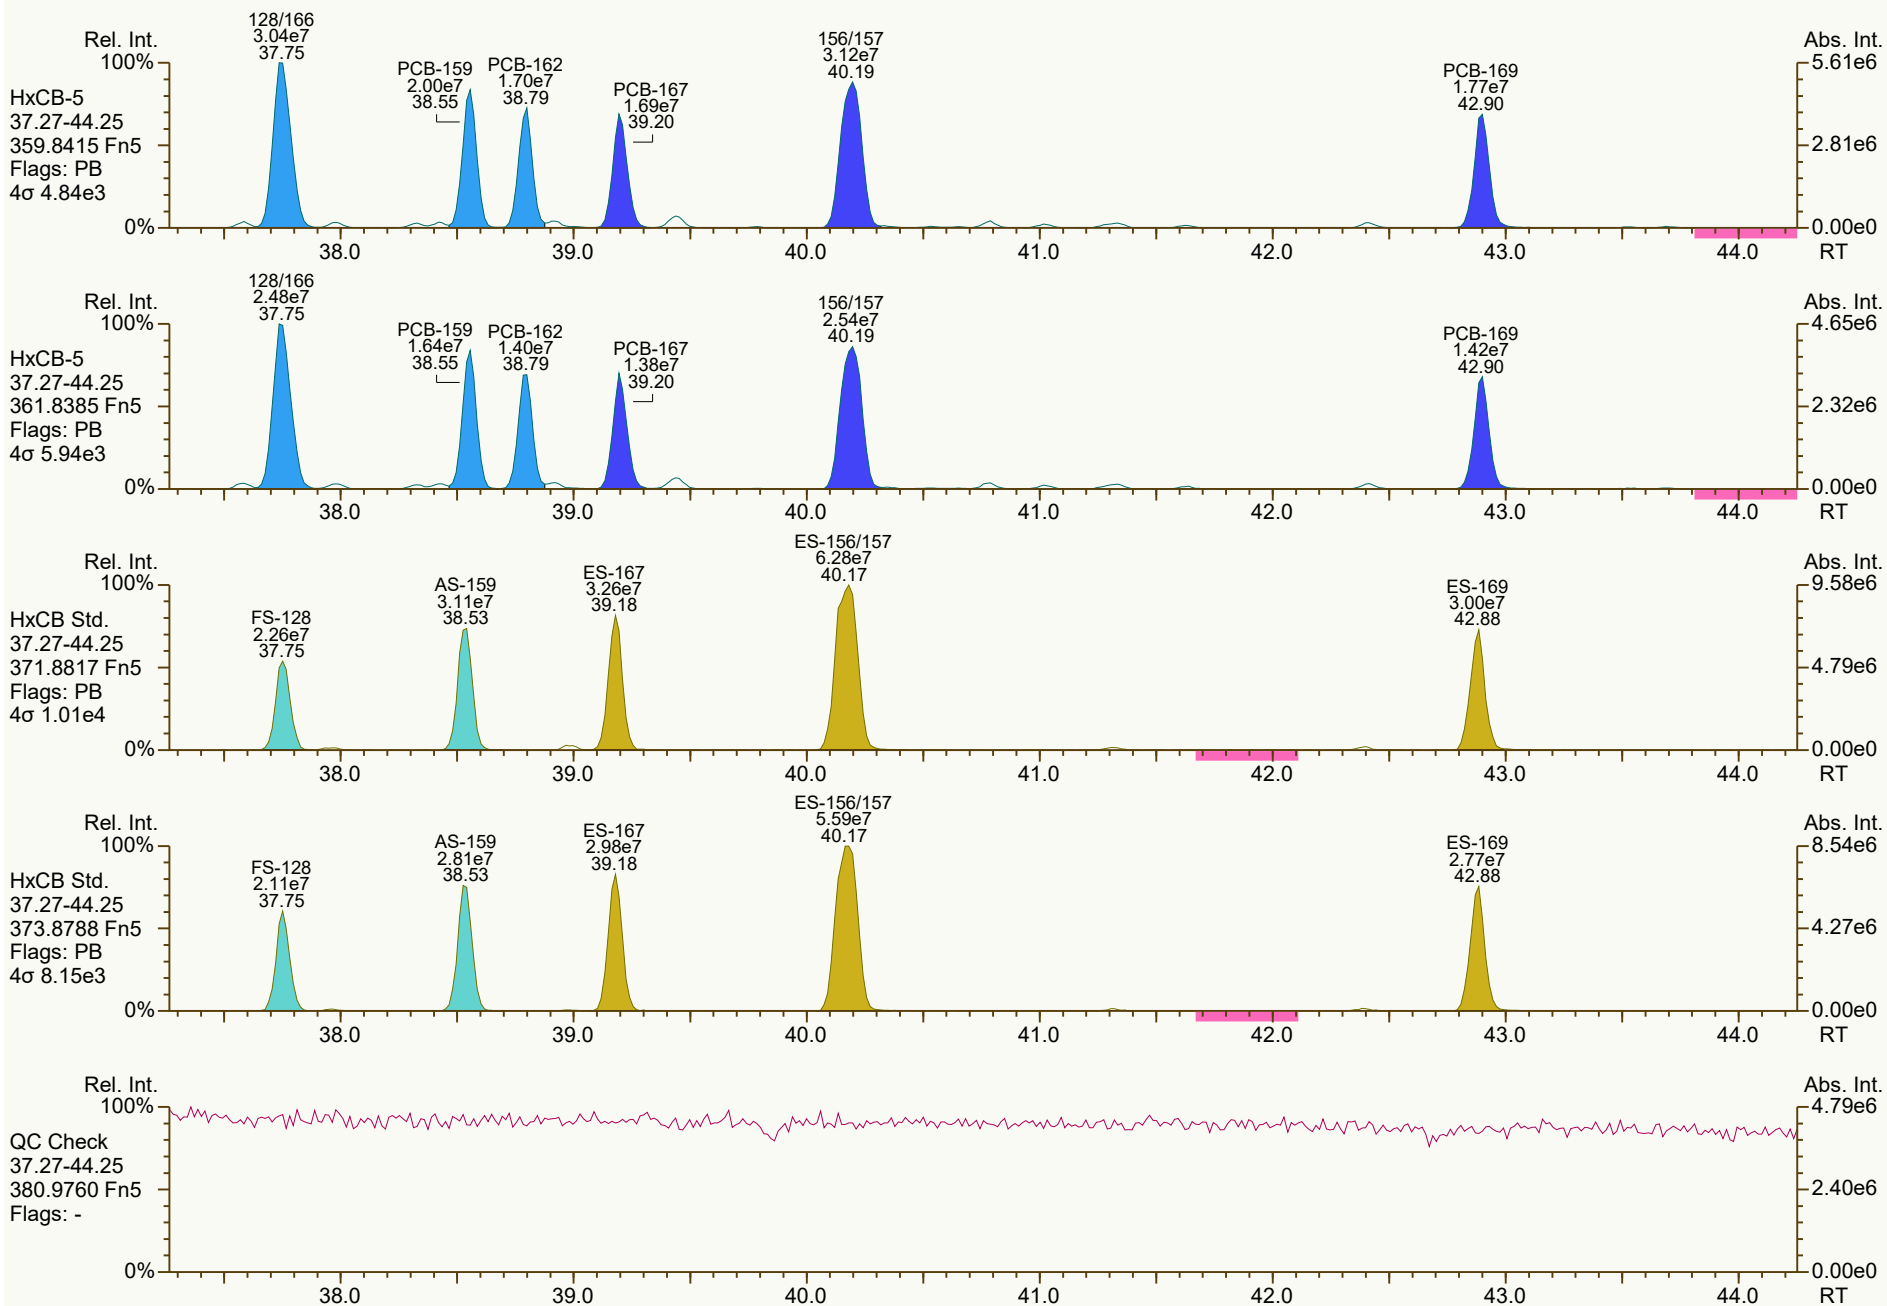 128/166
3.04e7
37.75
Rel. Int.
100%
PCB-159
2.00e7
38.55
PCB-162
1.70e7
38.79
PCB-167
1.69e7
39.20
156/157
3.12e7
40.19
PCB-169
1.77e7
42.90
Abs. Int.
5.61e6
2.81e6
0.00e0
HxCB-5
37.27-44.25
359.8415 Fn5
Flags: PB
4σ 4.84e3
0%
38.0 39.0 40.0 41.0 42.0 43.0 44.0 RT
128/166
2.48e7
37.75
Rel. Int.
100%
PCB-159
1.64e7
38.55
PCB-162
1.40e7
38.79
PCB-167
1.38e7
39.20
156/157
2.54e7
40.19
PCB-169
1.42e7
42.90
Abs. Int.
4.65e6
2.32e6
0.00e0
HxCB-5
37.27-44.25
361.8385 Fn5
Flags: PB
4σ 5.94e3
0%
38.0 39.0 40.0 41.0 42.0 43.0 44.0 RT
Rel. Int.
100%
FS-128
2.26e7
37.75
AS-159
3.11e7
38.53
ES-167
3.26e7
39.18
ES-156/157
6.28e7
40.17
ES-169
3.00e7
42.88
Abs. Int.
9.58e6
4.79e6
0.00e0
HxCB Std.
37.27-44.25
371.8817 Fn5
Flags: PB
4σ 1.01e4
0%
38.0 39.0 40.0 41.0 42.0 43.0 44.0 RT
Rel. Int.
100%
FS-128
2.11e7
37.75
AS-159
2.81e7
38.53
ES-167
2.98e7
39.18
ES-156/157
5.59e7
40.17
ES-169
2.77e7
42.88
Abs. Int.
8.54e6
4.27e6
0.00e0
HxCB Std.
37.27-44.25
373.8788 Fn5
Flags: PB
4σ 8.15e3
0%
38.0 39.0 40.0 41.0 42.0 43.0 44.0 RT
Rel. Int.
100%
Abs. Int.
4.79e6
2.40e6
0.00e0
QC Check
37.27-44.25
380.9760 Fn5
Flags: -
0%
38.0 39.0 40.0 41.0 42.0 43.0 44.0 RT